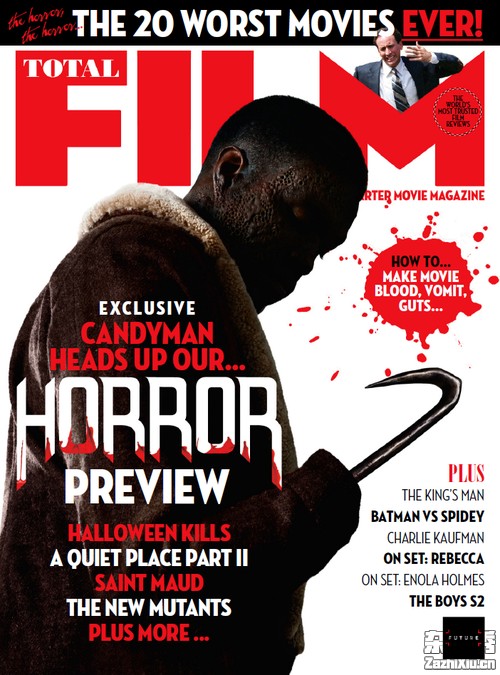 the horror,
the horror...
THE 20 WORST MOVIES EVER!
TOTAL
FILM
THE
WORLD'S
MOST TRUSTED
FILM
REVIEWS
RTER MOVIE MAGAZINE
HOW TO...
MAKE MOVIE
BLOOD, VOMIT,
GUTS...
EXCLUSIVE
CANDYMAN
HEADS UP OUR...
HORROR
PREVIEW
HALLOWEEN KILLS
A QUIET PLACE PART II
SAINT MAUD
THE NEW MUTANTS
PLUS MORE ...
PLUS
THE KING'S MAN
BATMAN VS SPIDEY
CHARLIE KAUFMAN
ON SET: REBECCA
ON SET: ENOLA HOLMES
THE BOYS S2
FUTURE
ZaZhiXiu.cn